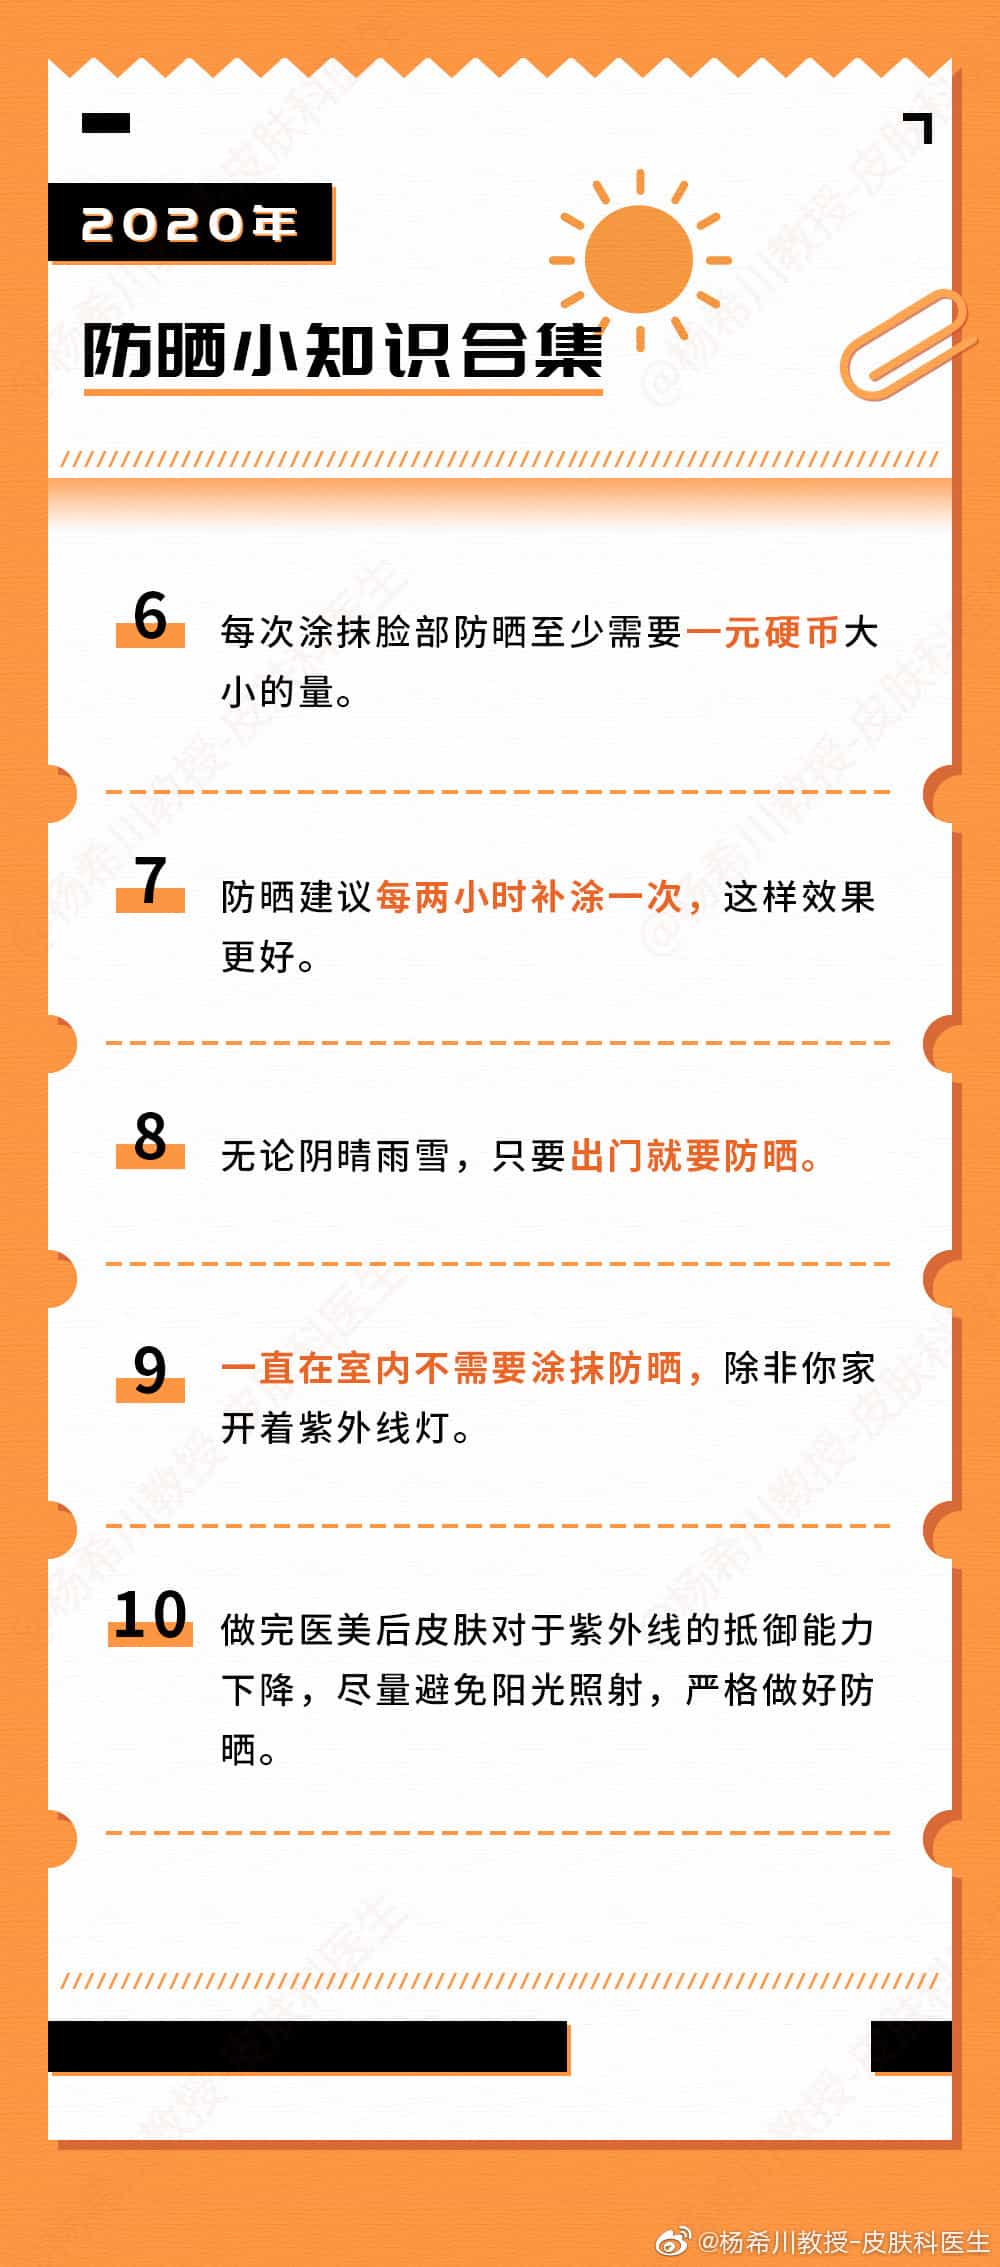 2020年
防晒小知识合集
6
每次涂抹脸部防晒至少需要一元硬币大
小的量。
7
防晒建议每两小时补涂一次，这样效果
更好。
8
无论阴晴雨雪，只要出门就要防晒。
9
一直在室内不需要涂抹防晒，除非你家
开着紫外线灯。
10
做完医美后皮肤对于紫外线的抵御能力
下降，尽量避免阳光照射，严格做好防
晒。
@杨希川教授-皮肤科医生